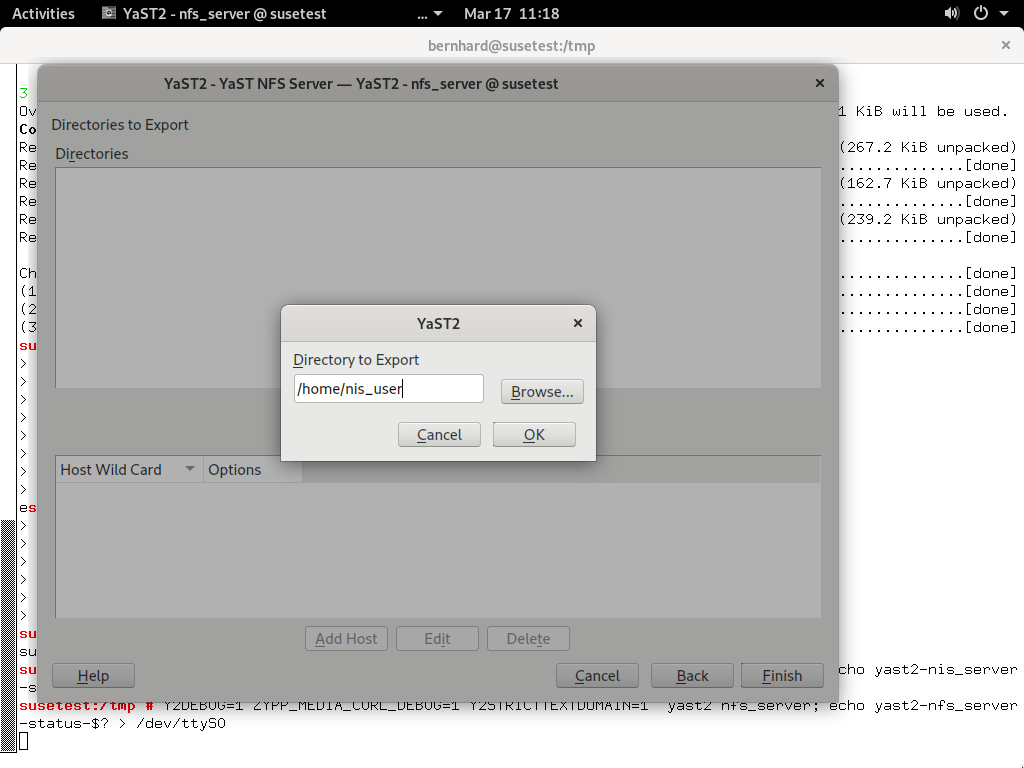 Activities YaST2 - nfs_server @ susetest ... Mar 17 11:18
bernhard@susetest:/tmp
YaST2 - YaST NFS Server — YaST2 - nfs_server @ susetest
3
Directories to Export
Ov 1 KiB will be used.
Co
Directories
Re (267.2 KiB unpacked)
Re ..............[done]
Re (162.7 KiB unpacked)
Re ..............[done]
Re (239.2 KiB unpacked)
Re ..............[done]
Ch ..............[done]
(1 ..............[done]
(2 ..............[done]
(3 ..............[done]
su
>
>
>
>
>
>
>
>
YaST2
Directory to Export
/home/nis_user
Browse...
Cancel OK
Host Wild Card Options
es
>
>
>
>
>
>
su
su
Add Host Edit Delete
su echo yast2-nis_server
-s
Help Cancel Back Finish
susetest:/tmp # Y2DEBUG=1 ZYPP_MEDIA_CURL_DEBUG=1 Y2STRICTTEXTDOMAIN=1 yast2 nfs_server; echo yast2-nfs_server
-status-$? > /dev/ttyS0